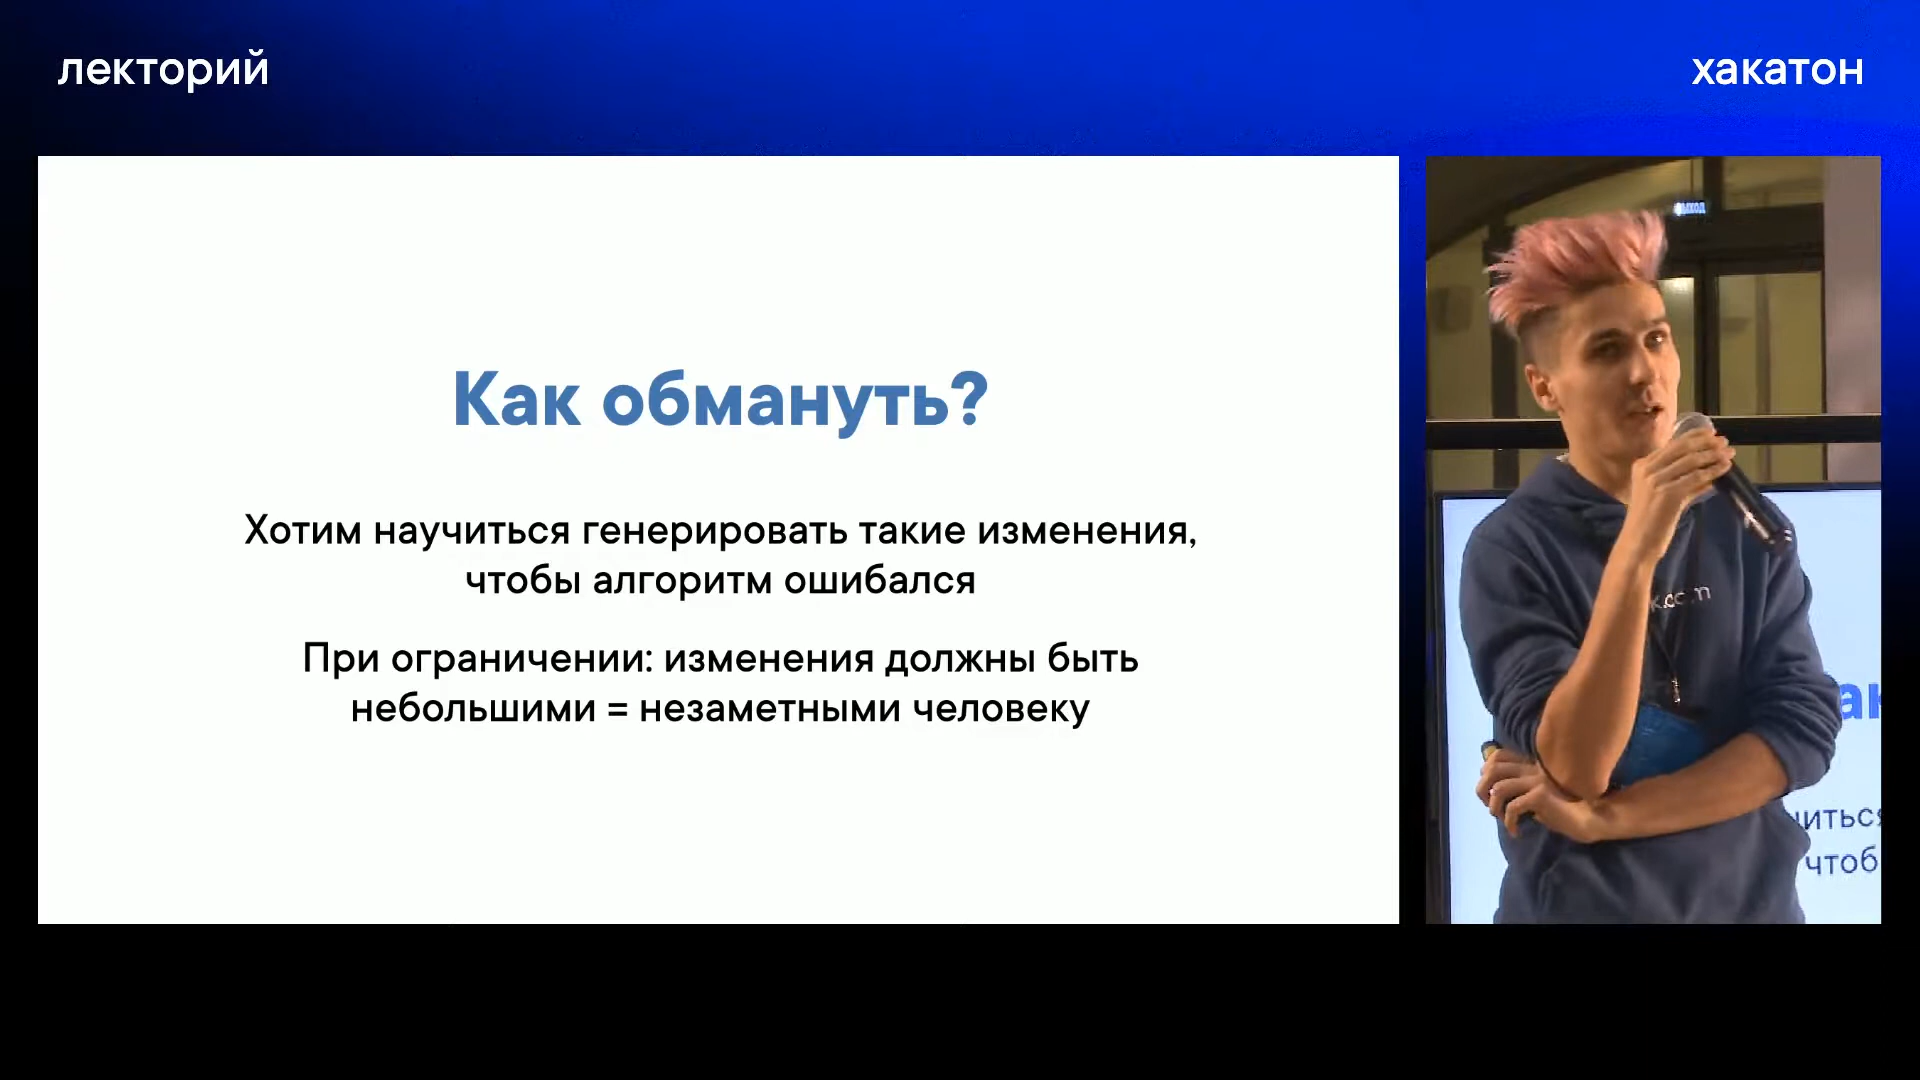 лекторий
хакатон
Как обмануть?
Хотим научиться генерировать такие изменения,
чтобы алгоритм ошибался
При ограничении: изменения должны быть
небольшими = незаметными человеку
чтоб